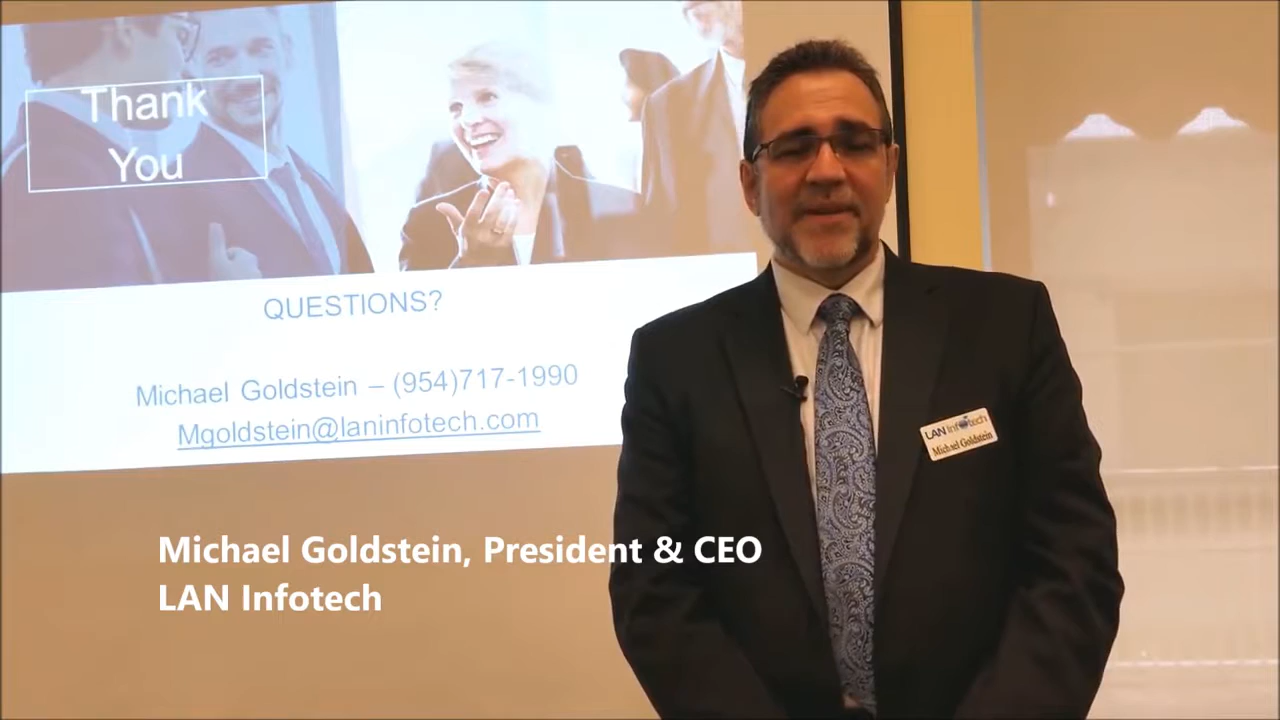 Thank
You
QUESTIONS?
Michael Goldstein – (954)717-1990
Mgoldstein@laninfotech.com
LAN Infotech
Michael Goldstein
Michael Goldstein, President & CEO
LAN Infotech